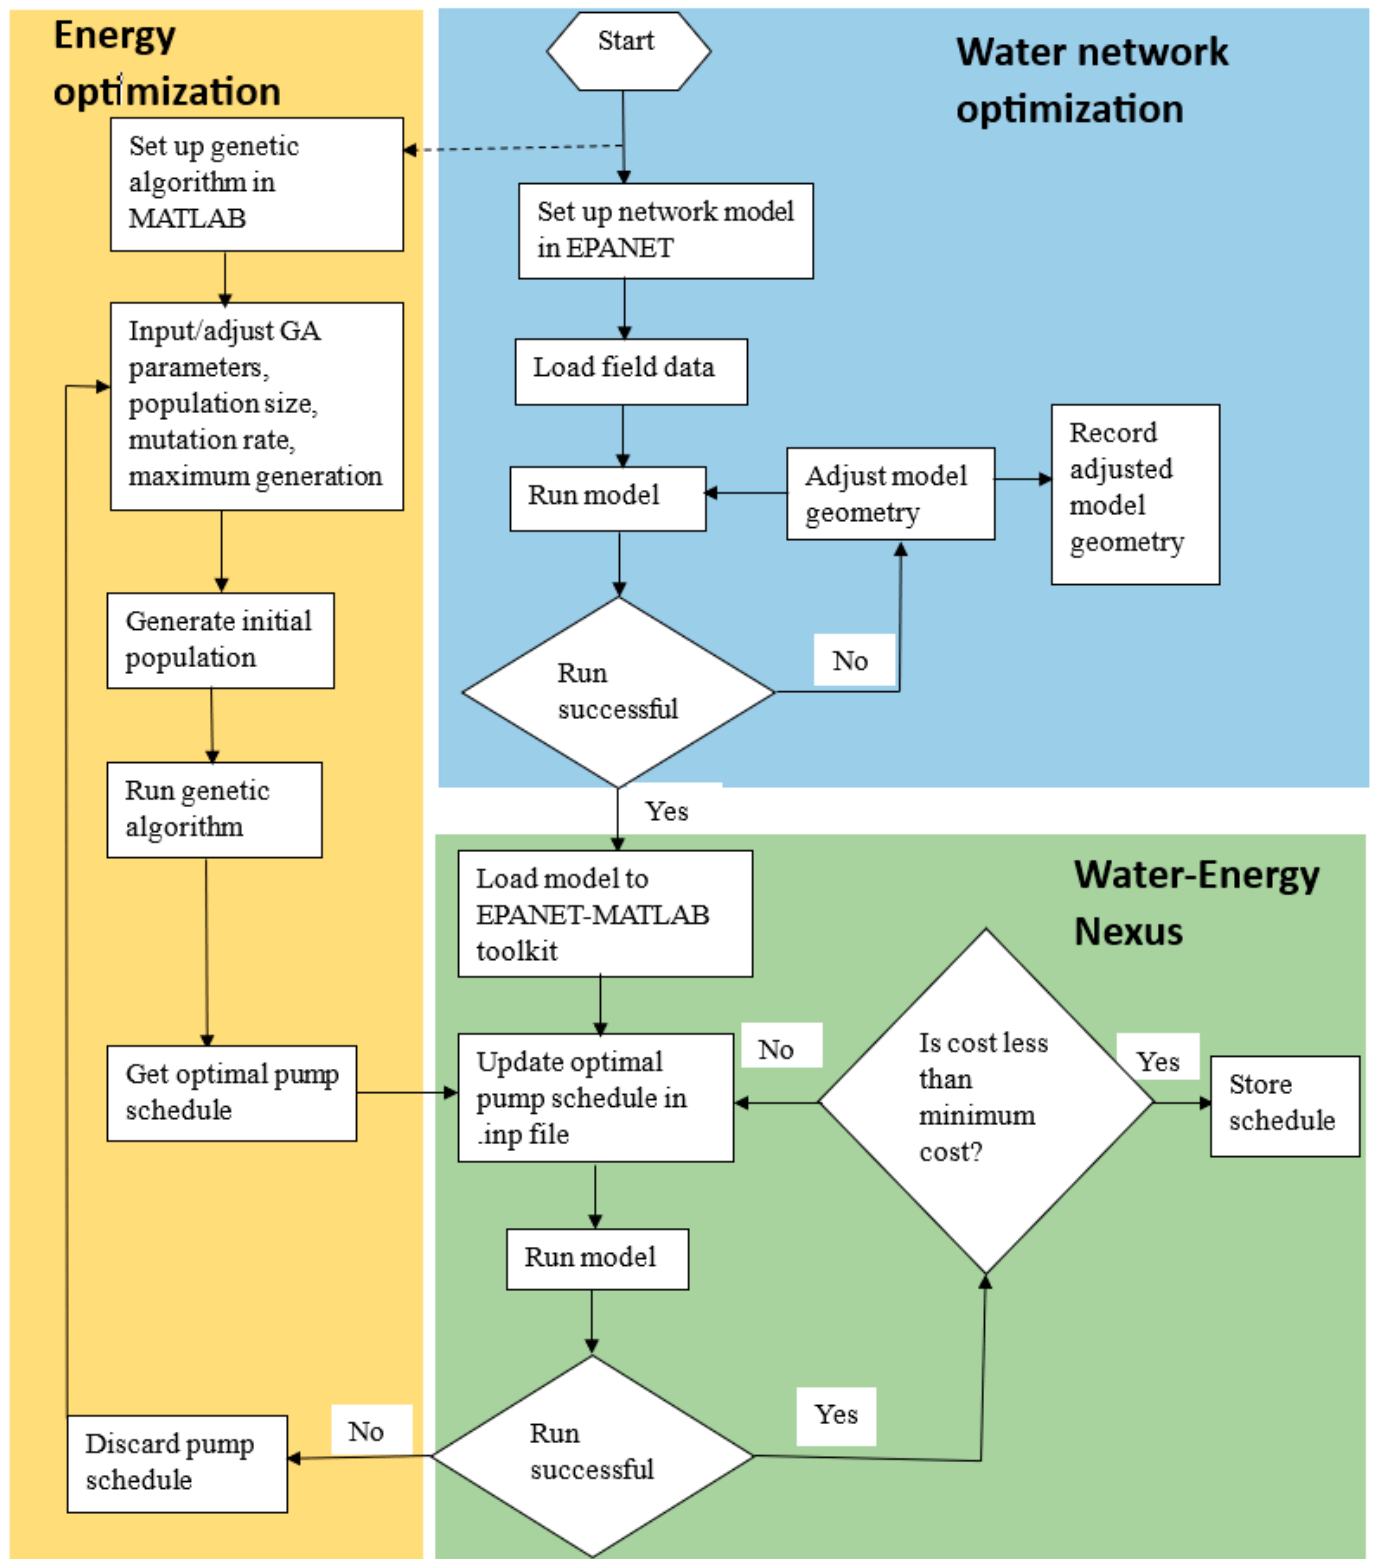 Energy
optimization
Set up genetic
algorithm in
MATLAB
Input/adjust GA
parameters,
population size,
mutation rate,
maximum generation
Generate initial
population
Run genetic
algorithm
Get optimal pump
schedule
Discard pump
schedule
Water network
optimization
Start
Set up network model
in EPANET
Load field data
Run model
Adjust model
geometry
Record
adjusted
model
geometry
Run
successful
No
Yes
Water-Energy
Nexus
Load model to
EPANET-MATLAB
toolkit
Update optimal
pump schedule in
.inp file
No
Is cost less
than
minimum
cost?
Yes
Store
schedule
Run model
Run
successful
Yes
No